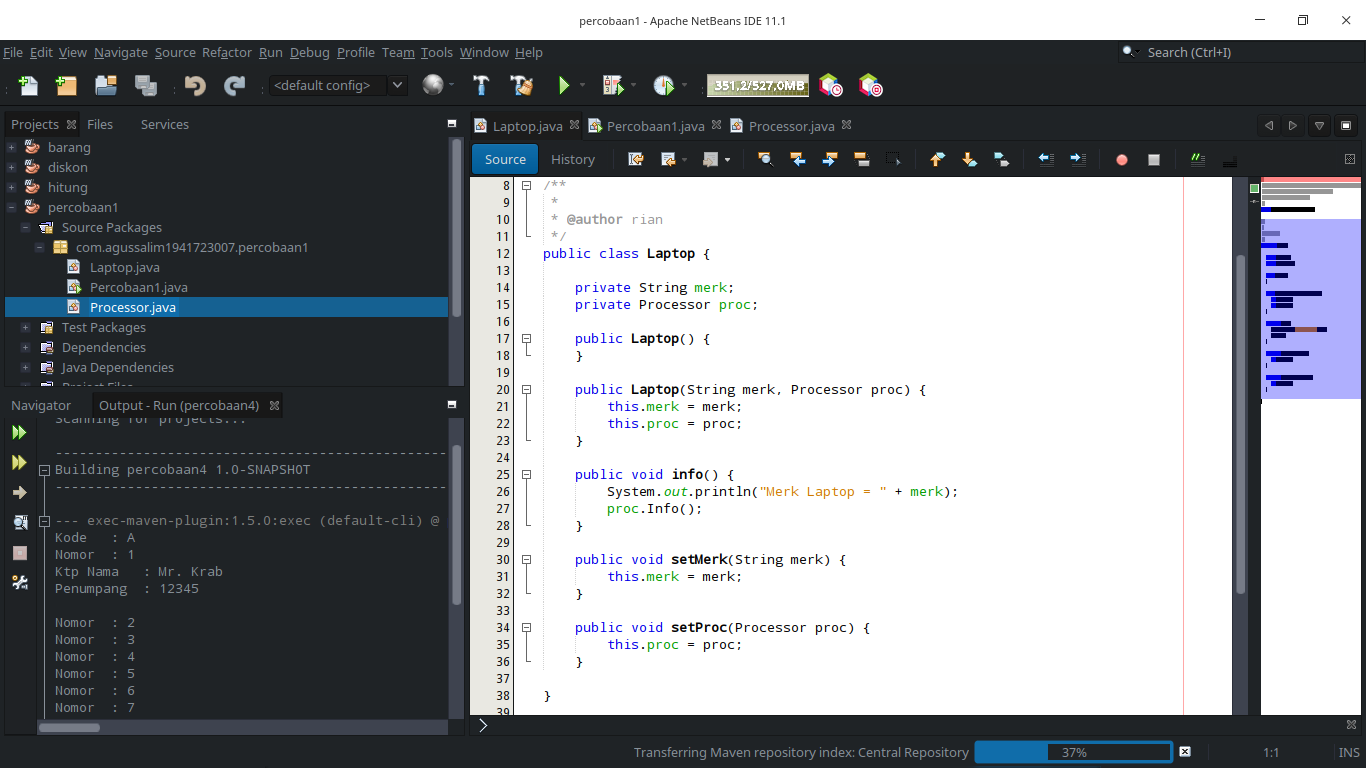 percobaan1 - Apache NetBeans IDE 11.1
File Edit View Navigate Source Refactor Run Debug Profile Team Tools Window Help
Search (Ctrl+I)
<default config>
351,2/527,0MB
Projects Files Services
barang
diskon
hitung
percobaan1
Source Packages
com.agussalim1941723007.percobaan1
Laptop.java
Percobaan1.java
Processor.java
Test Packages
Dependencies
Java Dependencies
Project Files
Navigator Output - Run (percobaan4)
Scanning for projects...
------------------------------------------------
Building percobaan4 1.0-SNAPSHOT
------------------------------------------------
--- exec-maven-plugin:1.5.0:exec (default-cli) @
Kode   : A
Nomor  : 1
Ktp Nama   : Mr. Krab
Penumpang  : 12345
Nomor  : 2
Nomor  : 3
Nomor  : 4
Nomor  : 5
Nomor  : 6
Nomor  : 7
Laptop.java Percobaan1.java Processor.java
Source History
8 /**
9  *
10  * @author rian
11  */
12 public class Laptop {
13
14     private String merk;
15     private Processor proc;
16
17     public Laptop() {
18     }
19
20     public Laptop(String merk, Processor proc) {
21         this.merk = merk;
22         this.proc = proc;
23     }
24
25     public void info() {
26         System.out.println("Merk Laptop = " + merk);
27         proc.Info();
28     }
29
30     public void setMerk(String merk) {
31         this.merk = merk;
32     }
33
34     public void setProc(Processor proc) {
35         this.proc = proc;
36     }
37
38 }
39
Transferring Maven repository index: Central Repository 37% 1:1 INS